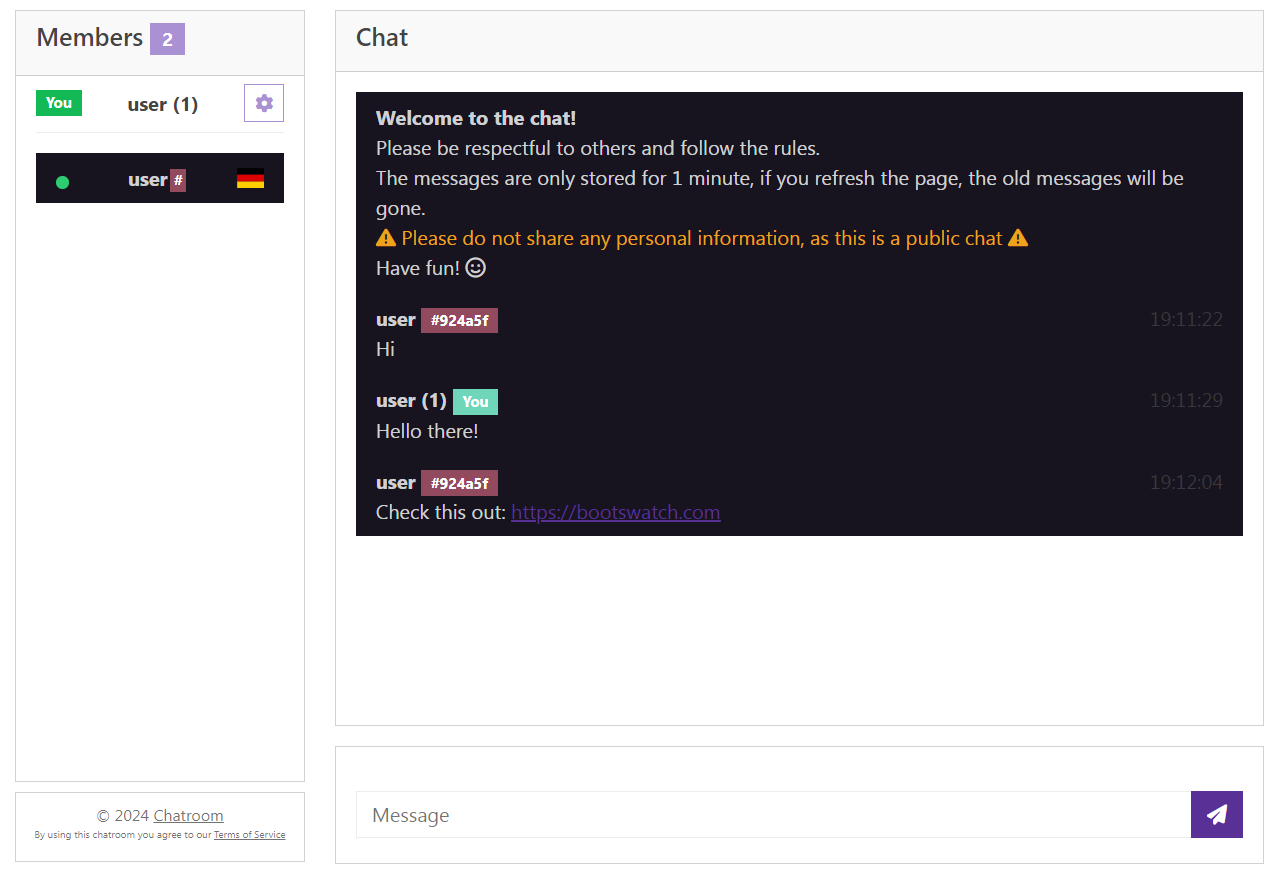 Members 2
You user (1)
user #
© 2024 Chatroom
By using this chatroom you agree to our Terms of Service
Chat
Welcome to the chat!
Please be respectful to others and follow the rules.
The messages are only stored for 1 minute, if you refresh the page, the old messages will be
gone.
Please do not share any personal information, as this is a public chat
Have fun!
user #924a5f 19:11:22
Hi
user (1) You 19:11:29
Hello there!
user #924a5f 19:12:04
Check this out: https://bootswatch.com
Message